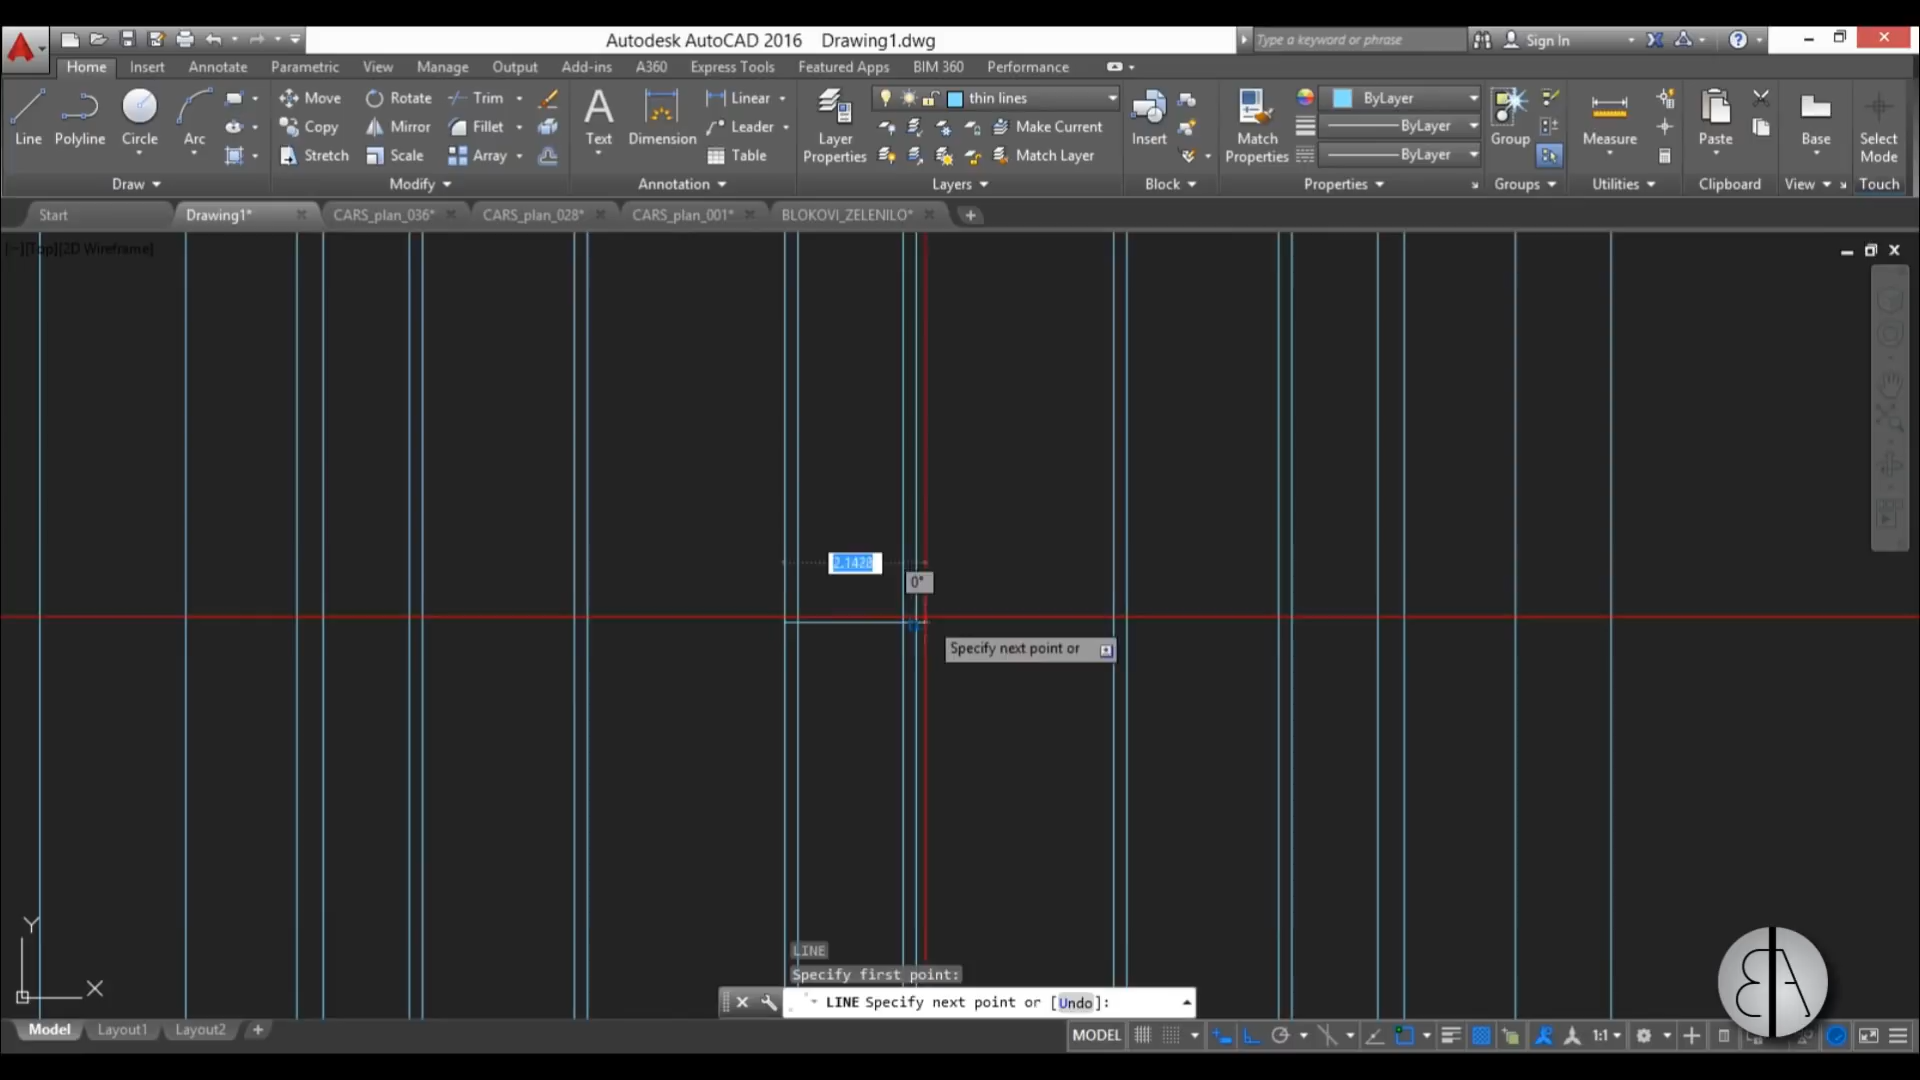 Autodesk AutoCAD 2016 Drawing1.dwg
Type a keyword or phrase
Sign In
Home Insert Annotate Parametric View Manage Output Add-ins A360 Express Tools Featured Apps BIM 360 Performance
Line
Polyline
Circle
Arc
Move
Rotate
Trim
Copy
Mirror
Fillet
Stretch
Scale
Array
Text
Dimension
Linear
Leader
Table
Layer
Properties
thin lines
Make Current
Match Layer
Insert
Match
Properties
ByLayer
ByLayer
ByLayer
Group
Measure
Paste
Base
Select
Mode
Draw Modify Annotation Layers Block Properties Groups Utilities Clipboard View Touch
Start Drawing1* CARS_plan_036* CARS_plan_028* CARS_plan_001* BLOKOVI_ZELENILO*
[−][Top][2D Wireframe]
0°
Specify next point or
Y
X
LINE
Specify first point:
LINE Specify next point or [Undo]:
Model Layout1 Layout2
MODEL
1:1